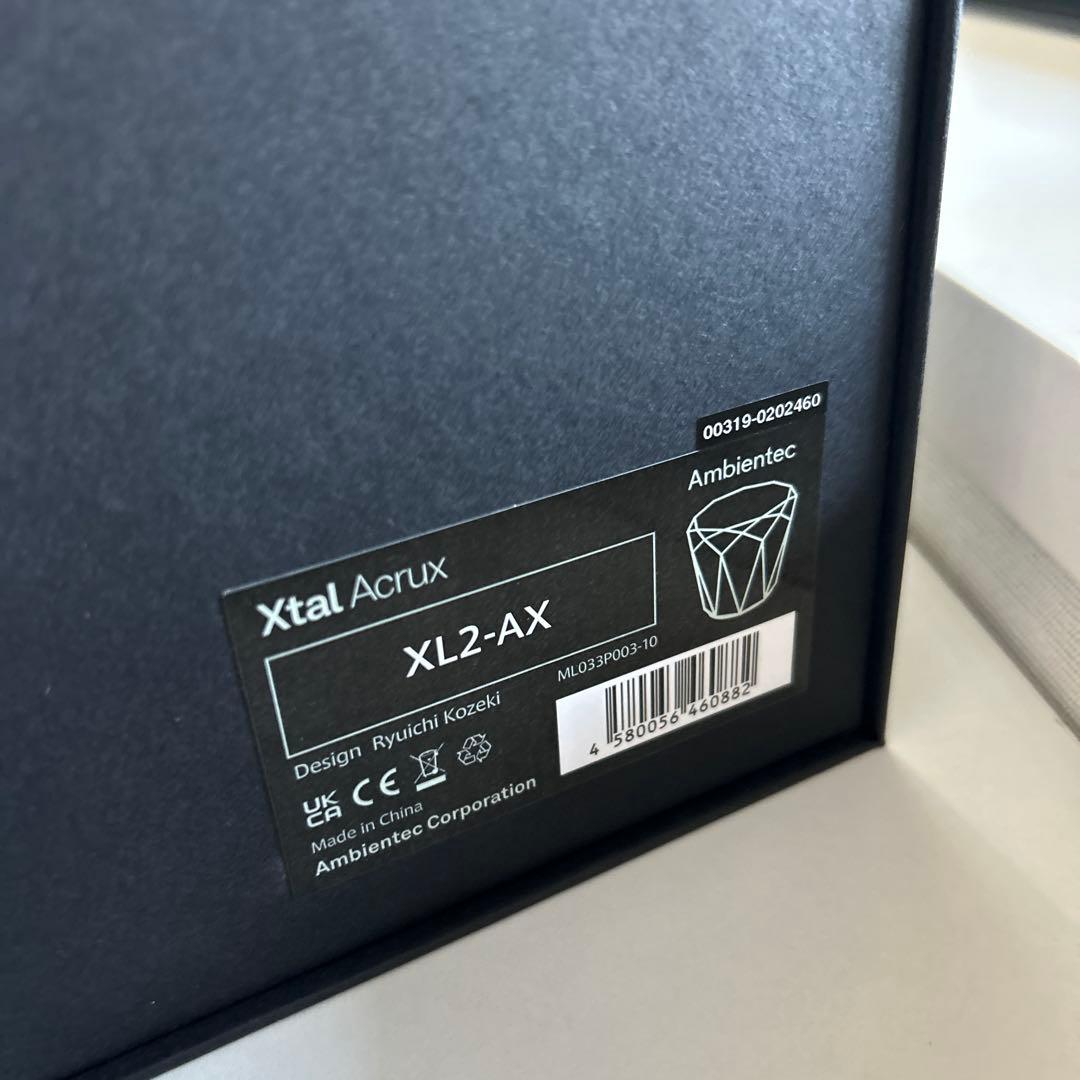 00319-0202460
Ambientec
Xtal Acrux
XL2-AX
ML033P003-10
4 580056 460882
Design Ryuichi Kozeki
UK
CA
CE
Made in China
Ambientec Corporation